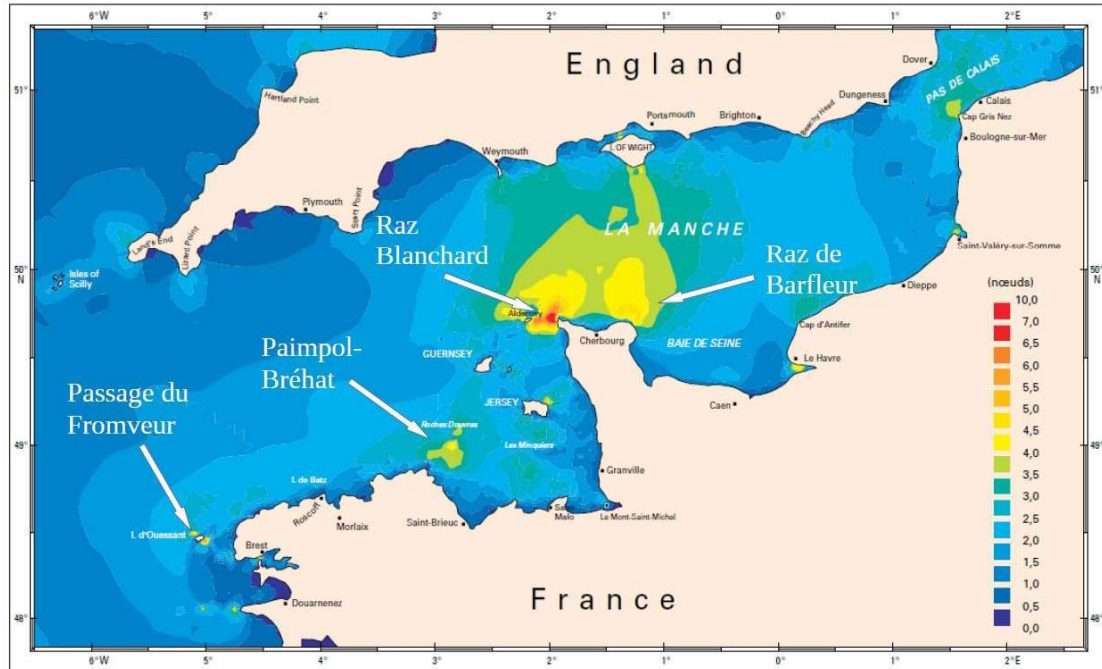 6°W
5°
4°
3°
2°
1°
0°
1°
2°E
England
Dover
PAS DE CALAIS
Calais
Cap Gris Nez
Boulogne-sur-Mer
Dungeness
Beachy Head
Brighton
Portsmouth
I. OF WIGHT
Weymouth
Hartland Point
51°
51°
Plymouth
Start Point
Land's End
Lizard Point
Isles of
Scilly
LA MANCHE
Raz
Blanchard
Raz de
Barfleur
Saint-Valéry-sur-Somme
50°
N
50°
N
Dieppe
Alderney
Cherbourg
Cap d'Antifer
BAIE DE SEINE
Le Havre
Caen
GUERNSEY
JERSEY
Paimpol-
Bréhat
Passage du
Fromveur
Roches Douvres
Les Minquiers
49°
49°
Granville
I. de Batz
Roscoff
Morlaix
Saint-Brieuc
Saint
Malo
Le Mont-Saint-Michel
I. d'Ouessant
Brest
Douarnenez
France
48°
48°
(nœuds)
10,0
7,0
6,5
6,0
5,5
5,0
4,5
4,0
3,5
3,0
2,5
2,0
1,5
1,0
0,5
0,0
6°W
5°
4°
3°
2°
1°
0°
1°
2°E